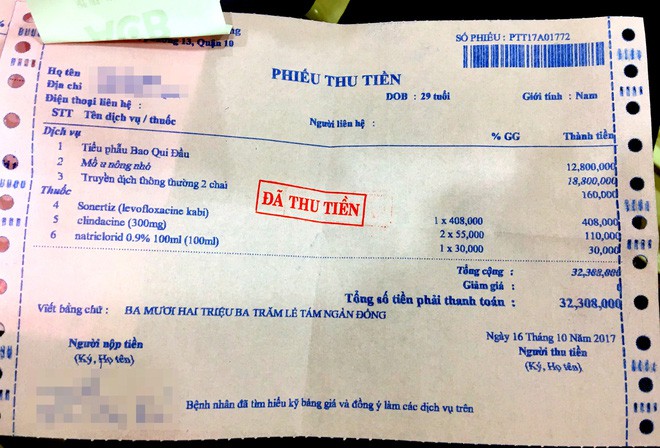 13, Quận 10
SỐ PHIẾU : PTT17A01772
Họ tên
Địa chỉ
Điện thoại liên hệ :
PHIẾU THU TIỀN
DOB : 29 tuổi Giới tính : Nam
Người liên hệ :
STT Tên dịch vụ / thuốc % GG Thành tiền
Dịch vụ
1 Tiểu phẫu Bao Qui Đầu 12,800,000
2 Mổ u nông nhỏ 18,800,000
3 Truyền dịch thông thường 2 chai 160,000
Thuốc
4 Sonertiz (levofloxacine kabi) 1 x 408,000 408,000
5 clindacine (300mg) 2 x 55,000 110,000
6 natriclorid 0.9% 100ml (100ml) 1 x 30,000 30,000
ĐÃ THU TIỀN
Tổng cộng : 32,308,000
Giảm giá :
Tổng số tiền phải thanh toán : 32,308,000
Viết bằng chữ : BA MƯƠI HAI TRIỆU BA TRĂM LẺ TÁM NGÀN ĐỒNG
Ngày 16 Tháng 10 Năm 2017
Người nộp tiền Người thu tiền
(Ký, Họ tên) (Ký, Họ tên)
Bệnh nhân đã tìm hiểu kỹ bảng giá và đồng ý làm các dịch vụ trên